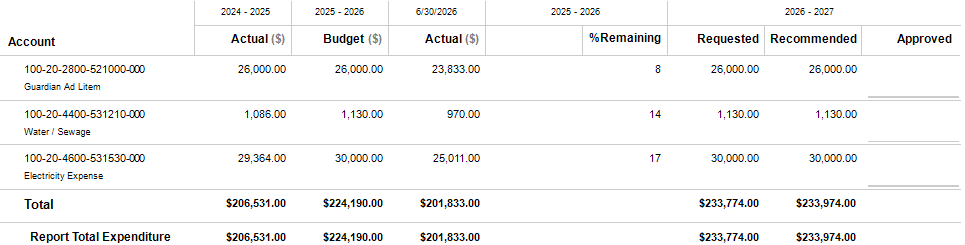 2024 - 2025 2025 - 2026 6/30/2026 2025 - 2026 2026 - 2027
Account Actual ($) Budget ($) Actual ($) %Remaining Requested Recommended Approved
100-20-2800-521000-000 26,000.00 26,000.00 23,833.00 8 26,000.00 26,000.00
Guardian Ad Litem
100-20-4400-531210-000 1,086.00 1,130.00 970.00 14 1,130.00 1,130.00
Water / Sewage
100-20-4600-531530-000 29,364.00 30,000.00 25,011.00 17 30,000.00 30,000.00
Electricity Expense
Total $206,531.00 $224,190.00 $201,833.00 $233,774.00 $233,974.00
Report Total Expenditure $206,531.00 $224,190.00 $201,833.00 $233,774.00 $233,974.00